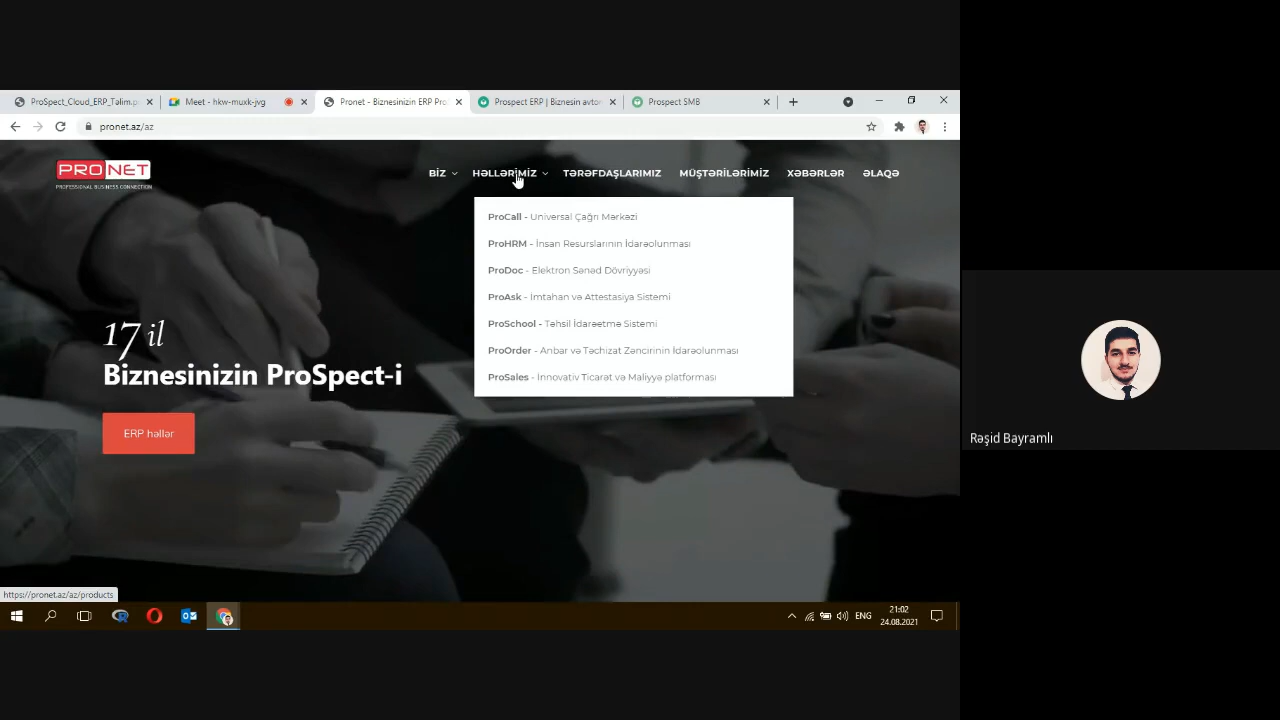 ProSpect_Cloud_ERP_Təlim.p
Meet - hkw-muxk-jvg
Pronet - Biznesinizin ERP Pro
Prospect ERP | Biznesin avtom
Prospect SMB
pronet.az/az
PRONET
PROFESSIONAL BUSINESS CONNECTION
BİZ
HƏLLƏRİMİZ
TƏRƏFDAŞLARIMIZ
MÜŞTƏRİLƏRİMİZ
XƏBƏRLƏR
ƏLAQƏ
ProCall - Universal Çağrı Mərkəzi
ProHRM - İnsan Resurslarının İdarəolunması
ProDoc - Elektron Sənəd Dövriyyəsi
ProAsk - İmtahan və Attestasiya Sistemi
ProSchool - Təhsil İdarəetmə Sistemi
ProOrder - Anbar və Təchizat Zəncirinin İdarəolunması
ProSales - İnnovativ Ticarət və Maliyyə platforması
17 il
Biznesinizin ProSpect-i
ERP həllər
Rəşid Bayramlı
https://pronet.az/az/products
ENG
21:02
24.08.2021